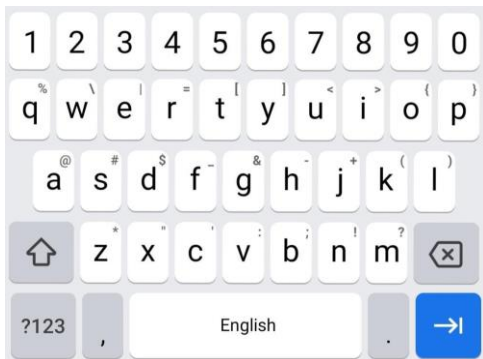 1 2 3 4 5 6 7 8 9 0
% \ | = [ ] < > { }
q w e r t y u i o p
@ # $ _ & - + ( )
a s d f g h j k l
* " ' : ; ! ?
z x c v b n m
?123 , English .